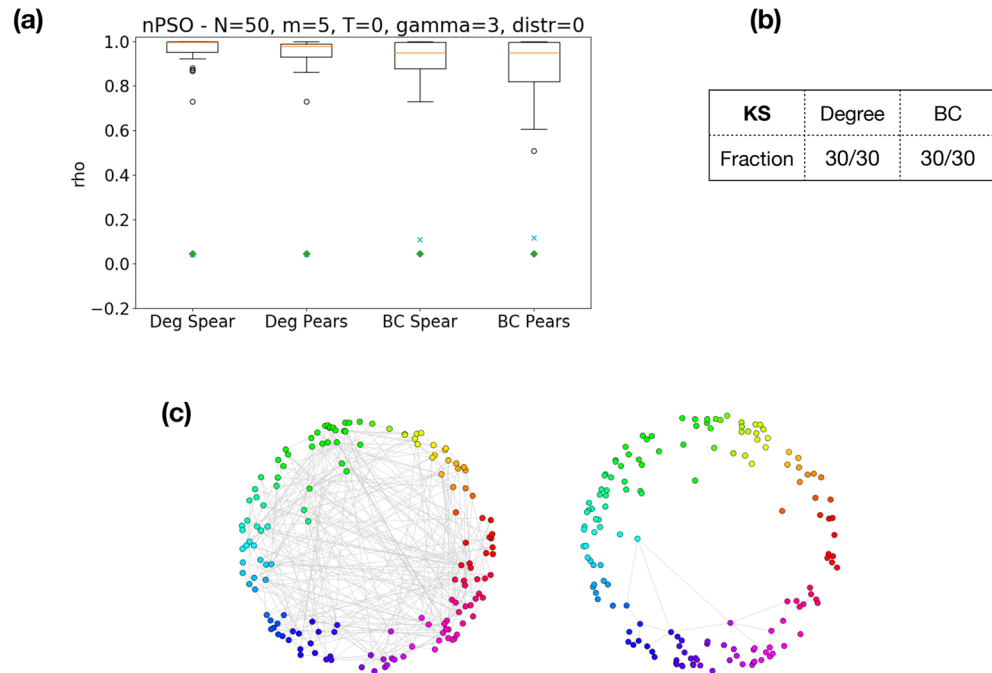 (a)
nPSO - N=50, m=5, T=0, gamma=3, distr=0
1.0
0.8
0.6
0.4
0.2
0.0
−0.2
rho
Deg Spear Deg Pears BC Spear BC Pears
(b)
KS Degree BC
Fraction 30/30 30/30
(c)